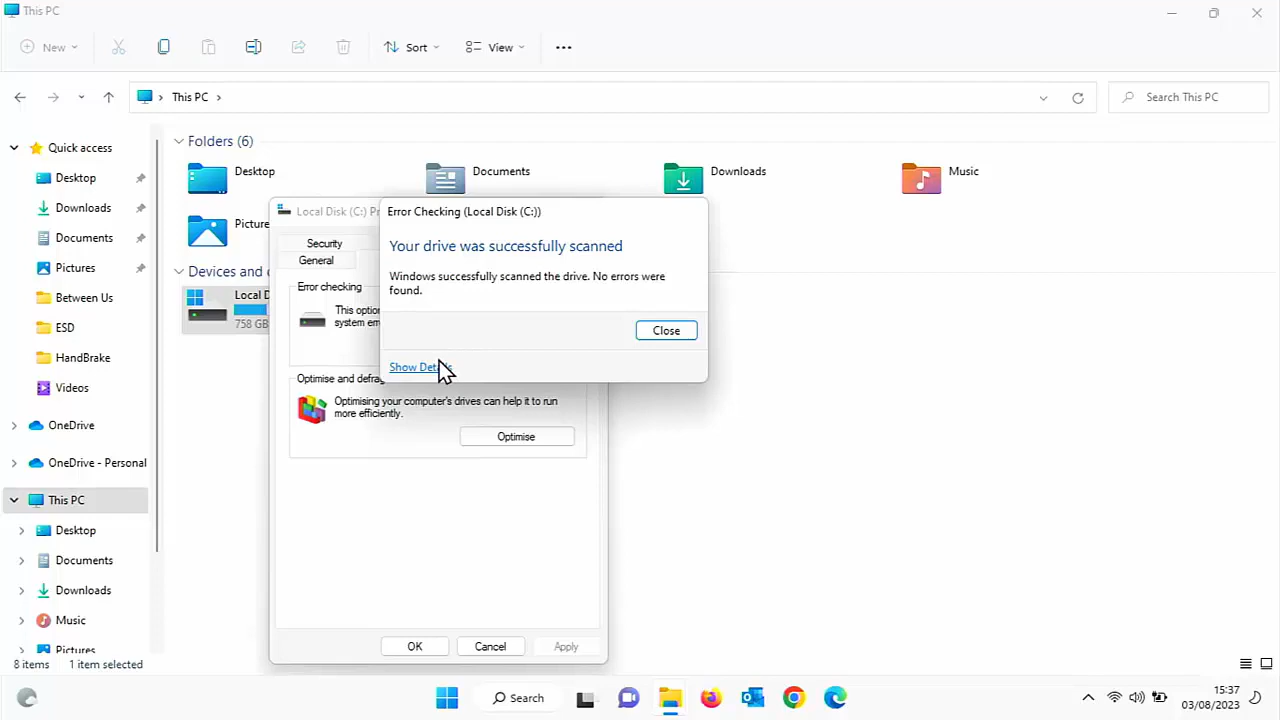 This PC
New
Sort
View
This PC
Search This PC
Quick access
Desktop
Downloads
Documents
Pictures
Between Us
ESD
HandBrake
Videos
OneDrive
OneDrive - Personal
This PC
Desktop
Documents
Downloads
Music
Pictures
8 items
1 item selected
Folders (6)
Desktop
Documents
Downloads
Music
Picture
Devices and d
Local D
758 GB
Local Disk (C:) Pr
Security
General
Error checking
This option
system em
Optimise and defrag
Optimising your computer's drives can help it to run
more efficiently.
Optimise
OK
Cancel
Apply
Error Checking (Local Disk (C:))
Your drive was successfully scanned
Windows successfully scanned the drive. No errors were
found.
Close
Show Details
Search
15:37
03/08/2023